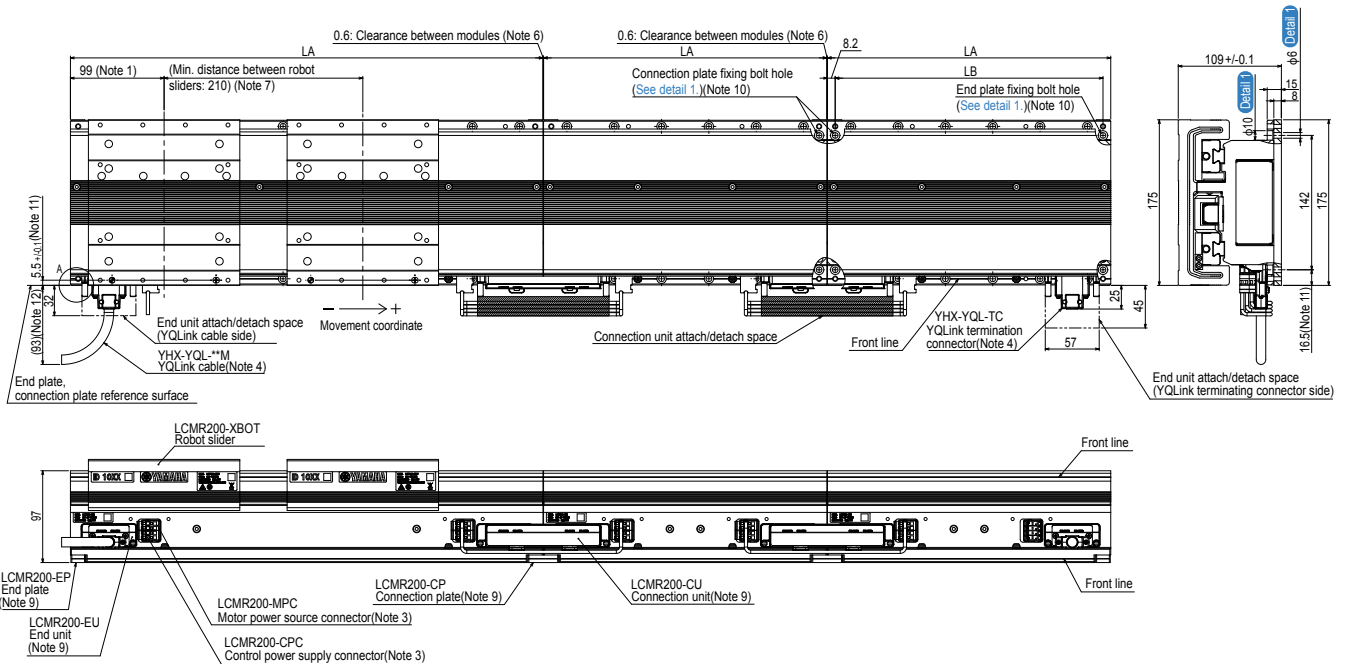 0.6: Clearance between modules (Note 6)
0.6: Clearance between modules (Note 6)
8.2
LA
LA
LA
99 (Note 1)
(Min. distance between robot
sliders: 210) (Note 7)
Connection plate fixing bolt hole
(See detail 1.)(Note 10)
LB
End plate fixing bolt hole
(See detail 1.)(Note 10)
109 +/-0.1
Detail 1
φ6
Detail 1
φ10
15
8
175
142
175
16.5(Note 11)
5.5 +/-0.1(Note 11)
(93)(Note 12)
32
A
End unit attach/detach space
(YQLink cable side)
YHX-YQL-**M
YQLink cable(Note 4)
End plate,
connection plate reference surface
- +
Movement coordinate
Connection unit attach/detach space
Front line
YHX-YQL-TC
YQLink termination
connector(Note 4)
25
45
57
End unit attach/detach space
(YQLink terminating connector side)
LCMR200-XBOT
Robot slider
Front line
ID 10XX
YAMAHA
ID 10XX
YAMAHA
97
LCMR200-EP
End plate
(Note 9)
LCMR200-EU
End unit
(Note 9)
LCMR200-MPC
Motor power source connector(Note 3)
LCMR200-CPC
Control power supply connector(Note 3)
LCMR200-CP
Connection plate(Note 9)
LCMR200-CU
Connection unit(Note 9)
Front line